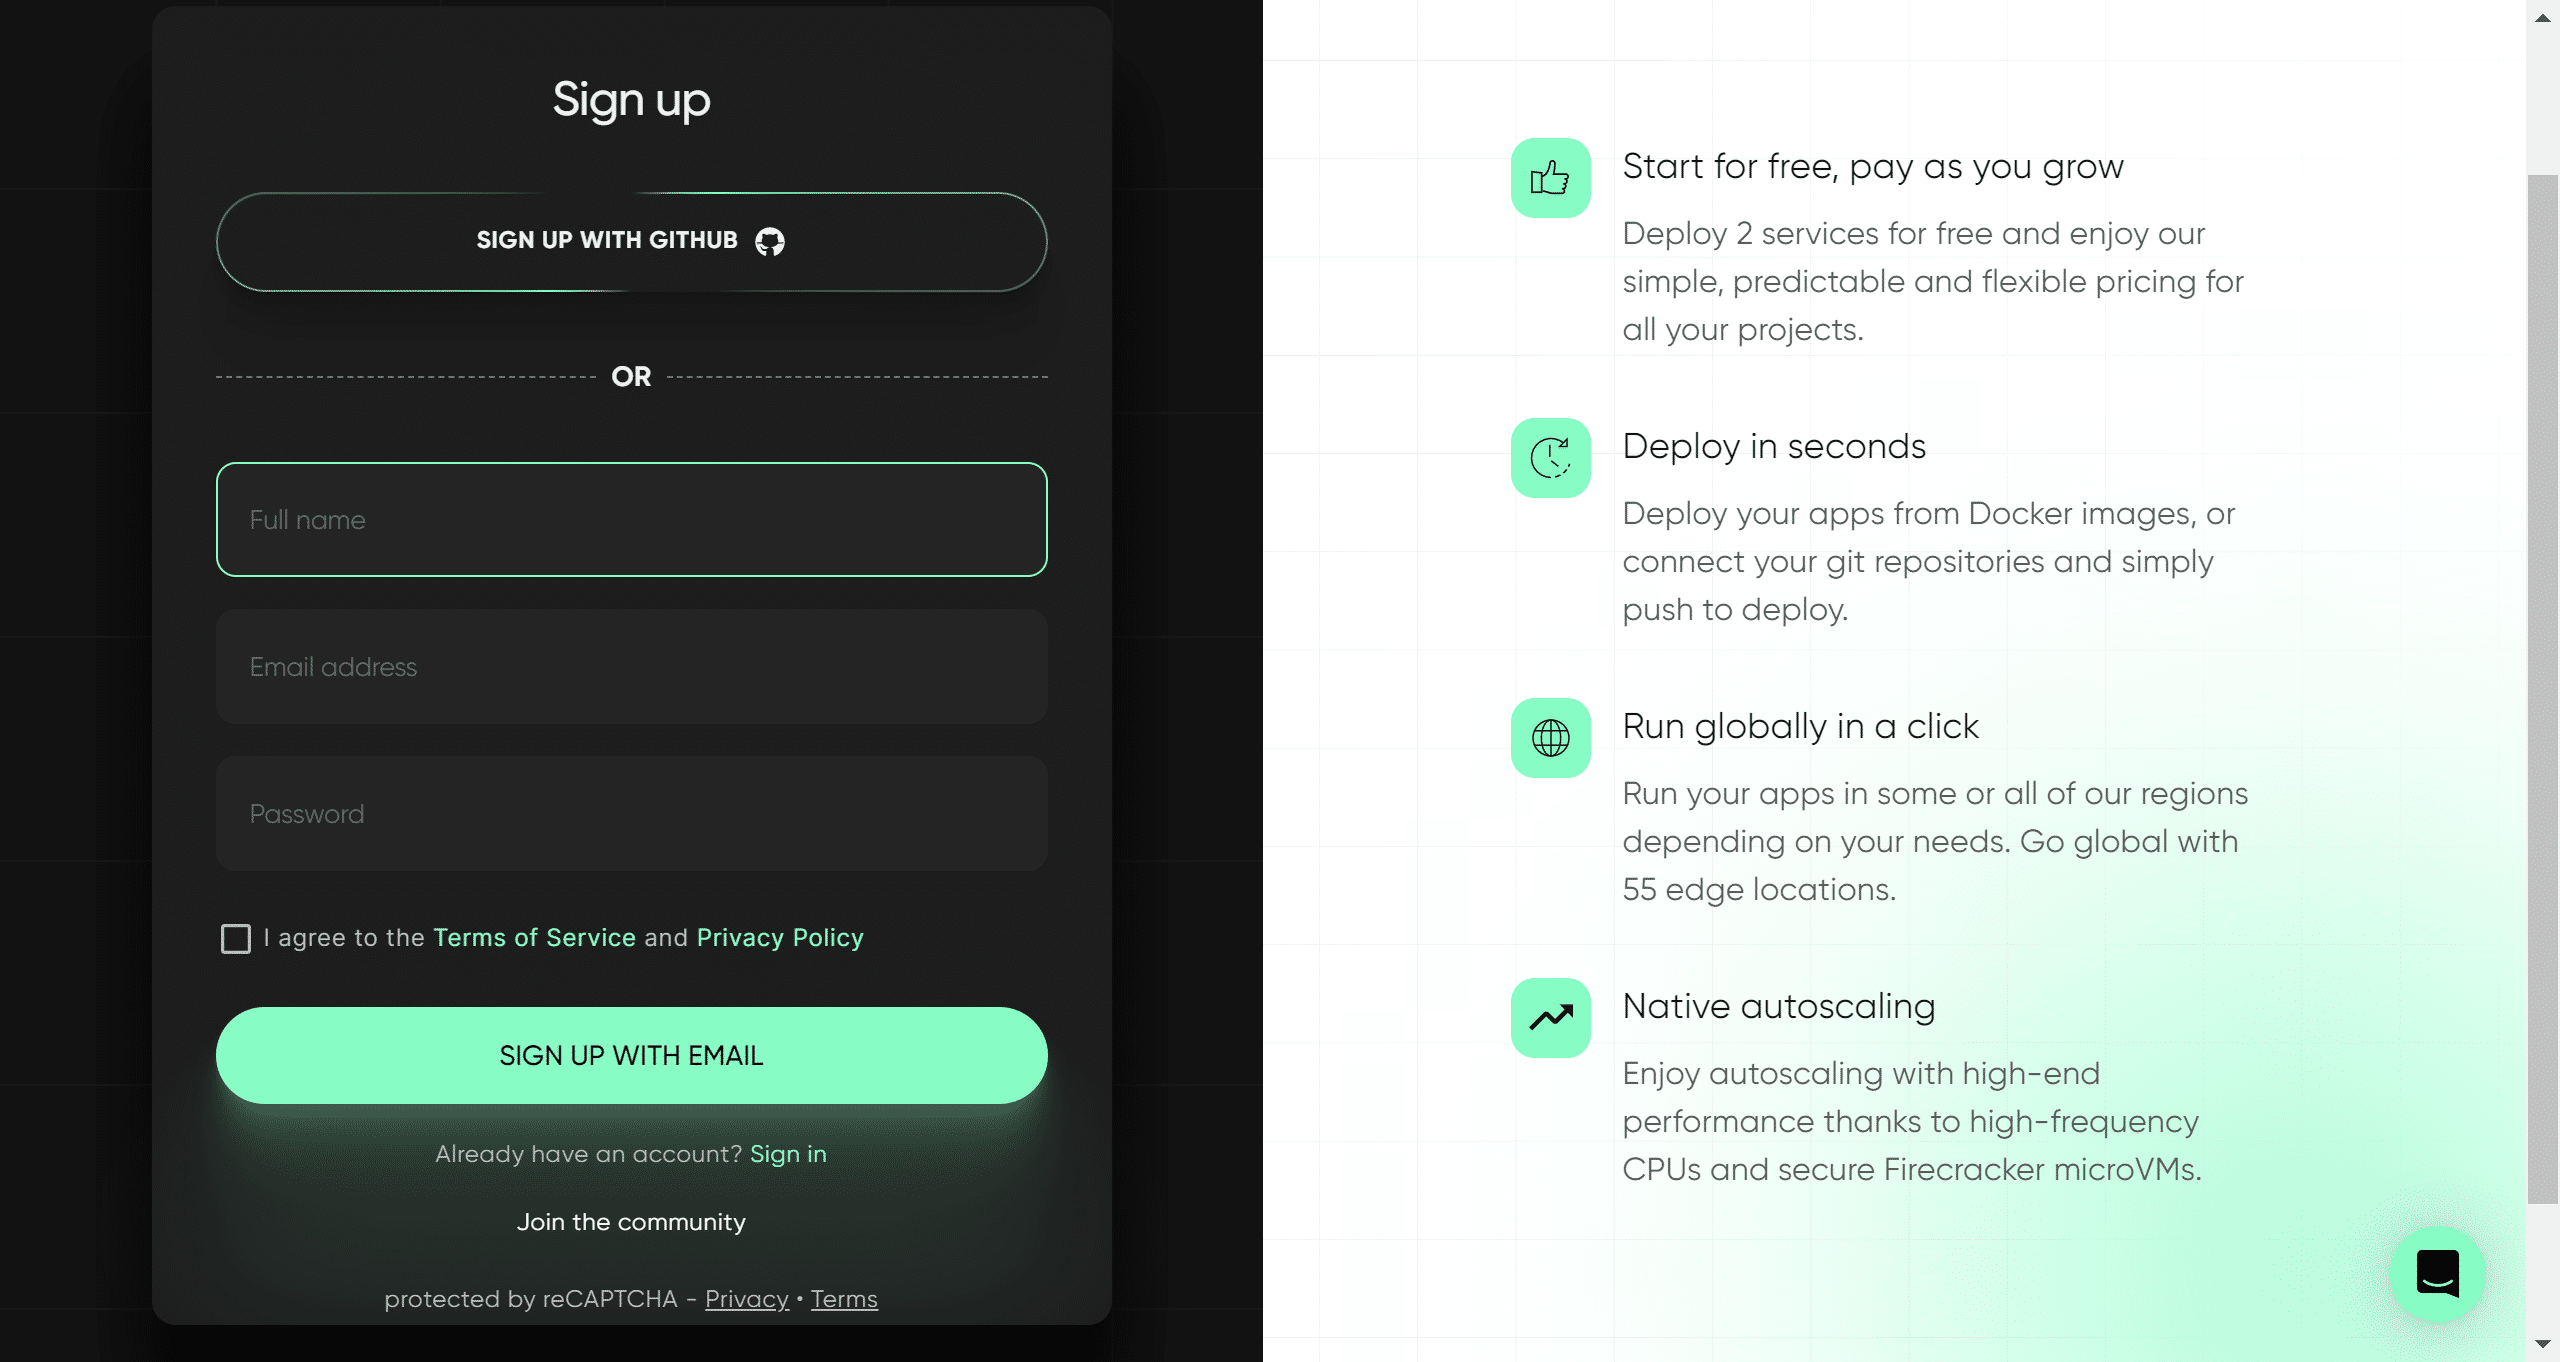 Sign up
SIGN UP WITH GITHUB
OR
Full name
Email address
Password
I agree to the Terms of Service and Privacy Policy
SIGN UP WITH EMAIL
Already have an account? Sign in
Join the community
protected by reCAPTCHA - Privacy • Terms
Start for free, pay as you grow
Deploy 2 services for free and enjoy our
simple, predictable and flexible pricing for
all your projects.
Deploy in seconds
Deploy your apps from Docker images, or
connect your git repositories and simply
push to deploy.
Run globally in a click
Run your apps in some or all of our regions
depending on your needs. Go global with
55 edge locations.
Native autoscaling
Enjoy autoscaling with high-end
performance thanks to high-frequency
CPUs and secure Firecracker microVMs.